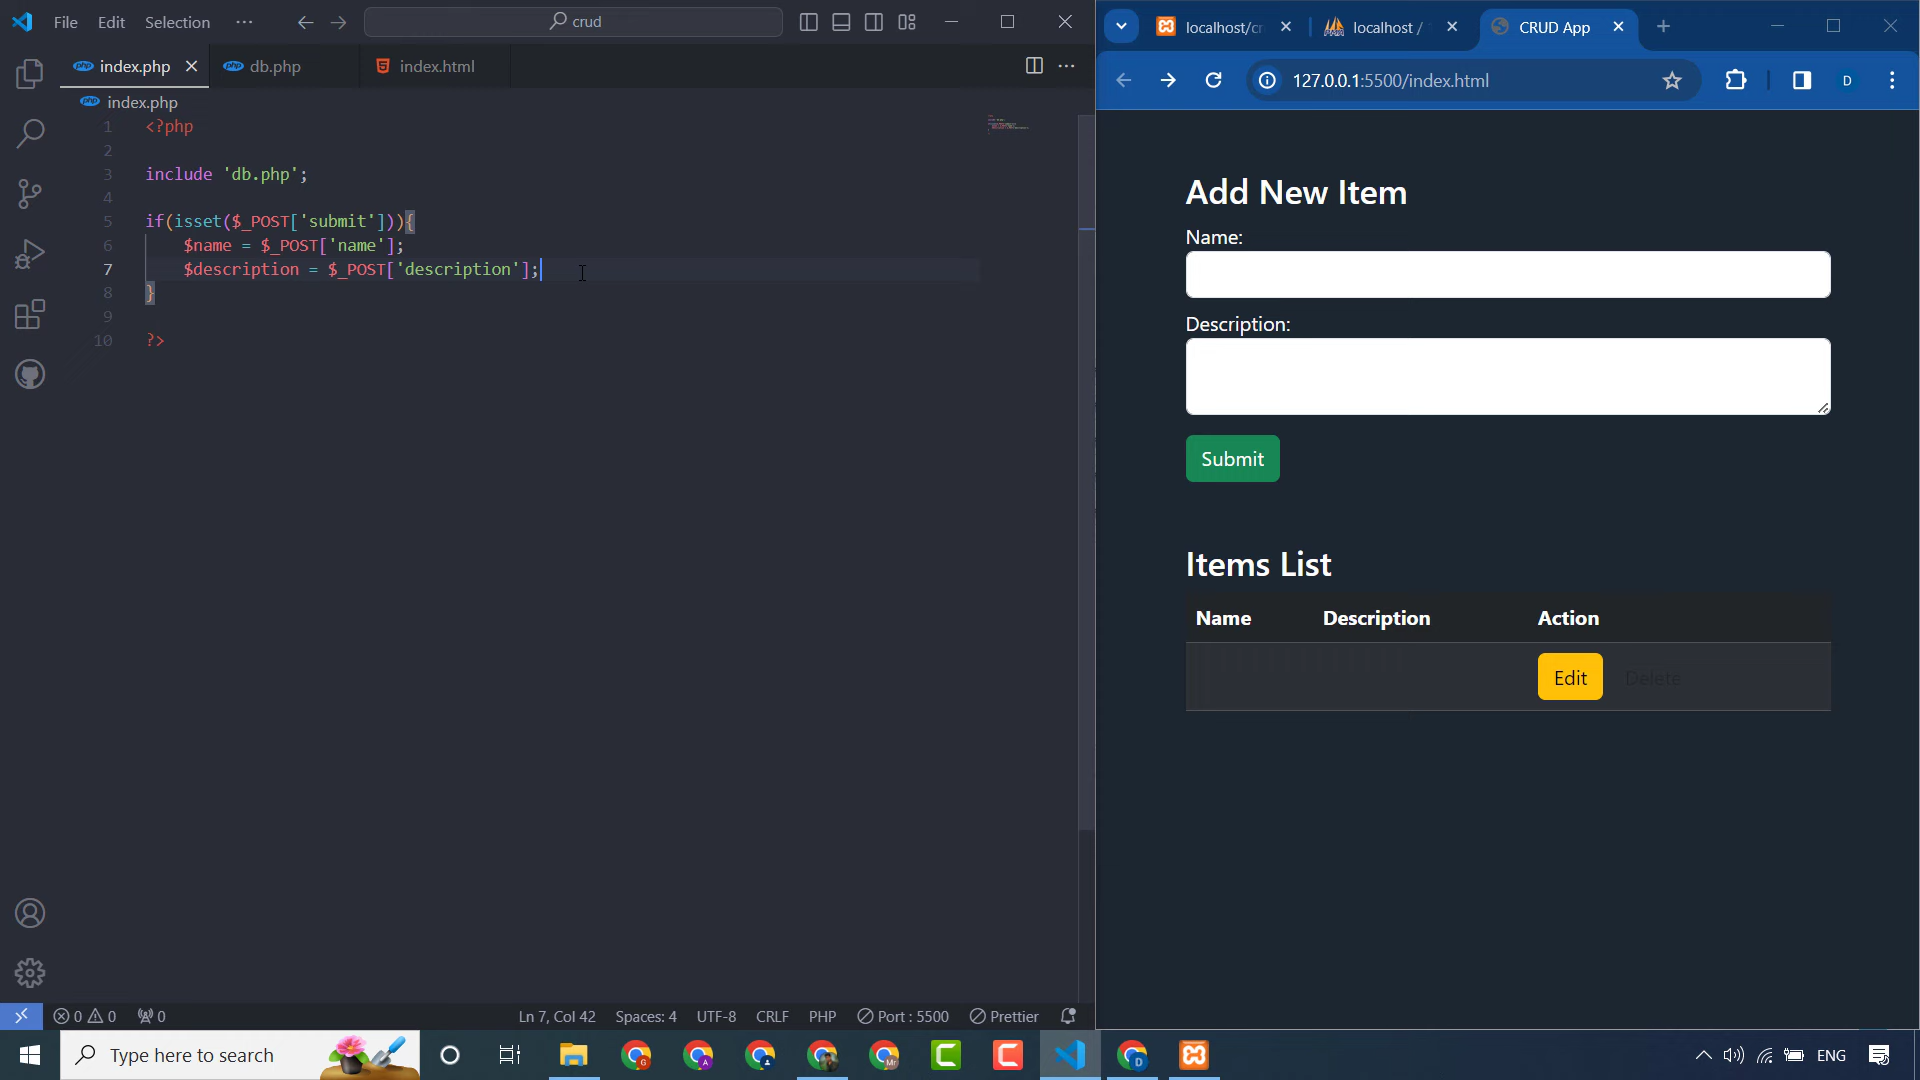 File Edit Selection ··· crud
index.php db.php index.html
index.php
1 <?php
2
3 include 'db.php';
4
5 if(isset($_POST['submit'])){
6 $name = $_POST['name'];
7 $description = $_POST['description'];
8 }
9
10 ?>
0 0 0 Ln 7, Col 42 Spaces: 4 UTF-8 CRLF PHP Port : 5500 Prettier
localhost/cr localhost / CRUD App
127.0.0.1:5500/index.html D
Add New Item
Name:
Description:
Submit
Items List
Name Description Action
Edit Delete
Type here to search ENG